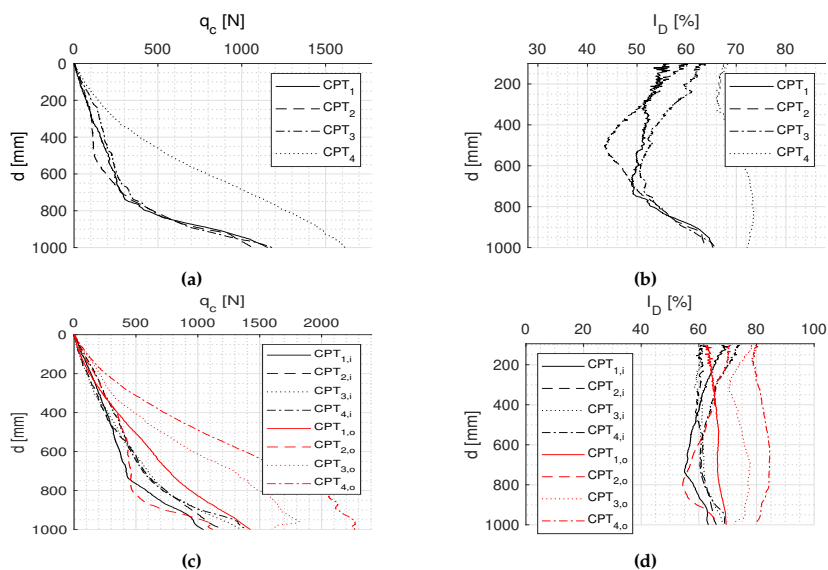 q_c [N]
0 500 1000 1500
0
200
400
600
800
1000
d [mm]
CPT_1
CPT_2
CPT_3
CPT_4
(a)
I_D [%]
30 40 50 60 70 80
200
400
600
800
1000
d [mm]
CPT_1
CPT_2
CPT_3
CPT_4
(b)
q_c [N]
0 500 1000 1500 2000
0
200
400
600
800
1000
d [mm]
CPT_1,i
CPT_2,i
CPT_3,i
CPT_4,i
CPT_1,o
CPT_2,o
CPT_3,o
CPT_4,o
(c)
I_D [%]
0 20 40 60 80 100
200
400
600
800
1000
d [mm]
CPT_1,i
CPT_2,i
CPT_3,i
CPT_4,i
CPT_1,o
CPT_2,o
CPT_3,o
CPT_4,o
(d)